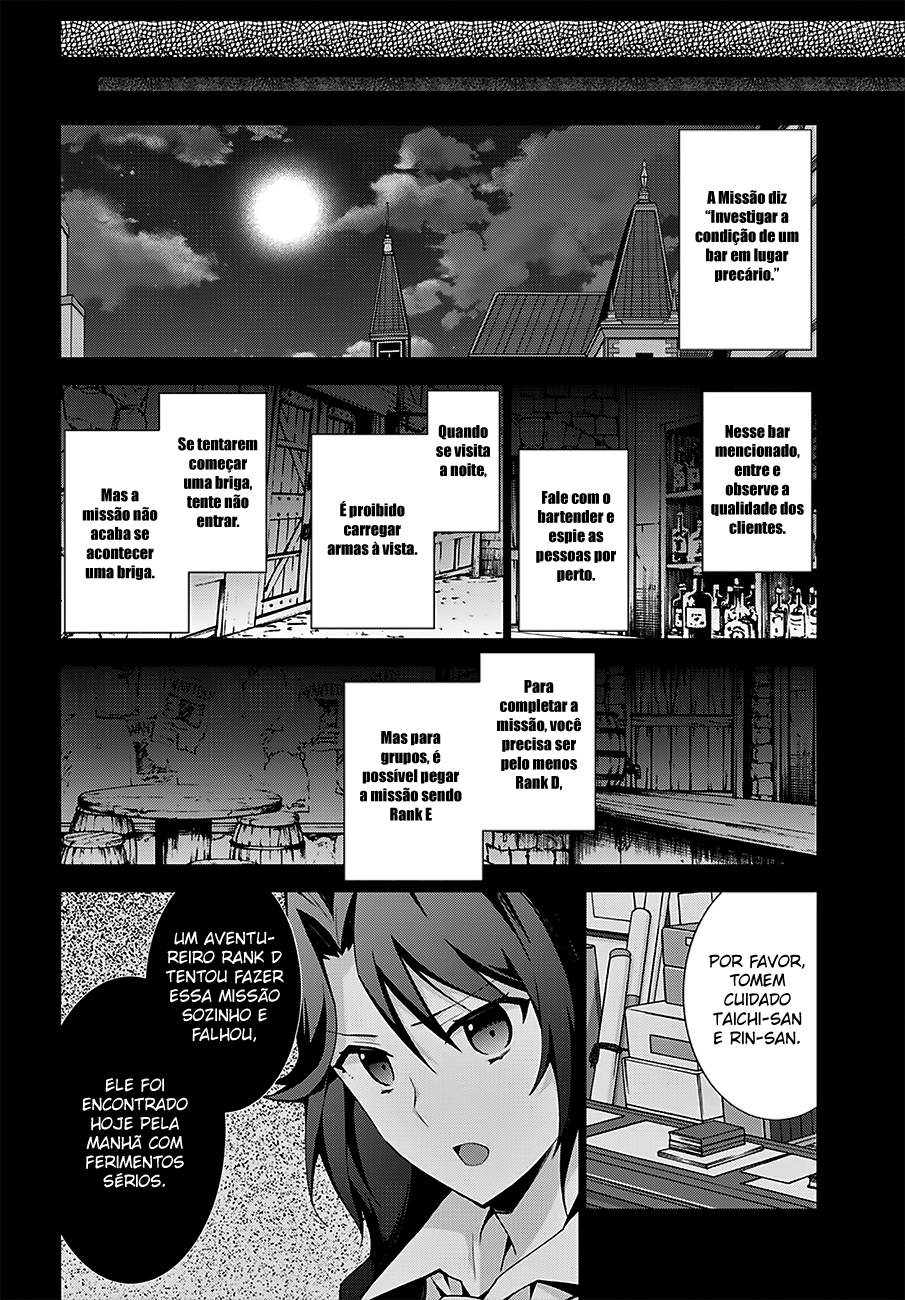 A Missão diz
“Investigar a
condição de um
bar em lugar
precário.”
Nesse bar
mencionado,
entre e
observe a
qualidade dos
clientes.
Fale com o
bartender e
espie as
pessoas por
perto.
Quando
se visita
a noite,
É proibido
carregar
armas à vista.
Se tentarem
começar
uma briga,
tente não
entrar.
Mas a
missão não
acaba se
acontecer
uma briga.
Para
completar a
missão, você
precisa ser
pelo menos
Rank D,
Mas para
grupos, é
possível pegar
a missão sendo
Rank E
WANTED
WANTED
WANT
POR FAVOR,
TOMEM
CUIDADO
TAICHI-SAN
E RIN-SAN.
UM AVENTU-
REIRO RANK D
TENTOU FAZER
ESSA MISSÃO
SOZINHO E
FALHOU,
ELE FOI
ENCONTRADO
HOJE PELA
MANHÃ COM
FERIMENTOS
SÉRIOS.